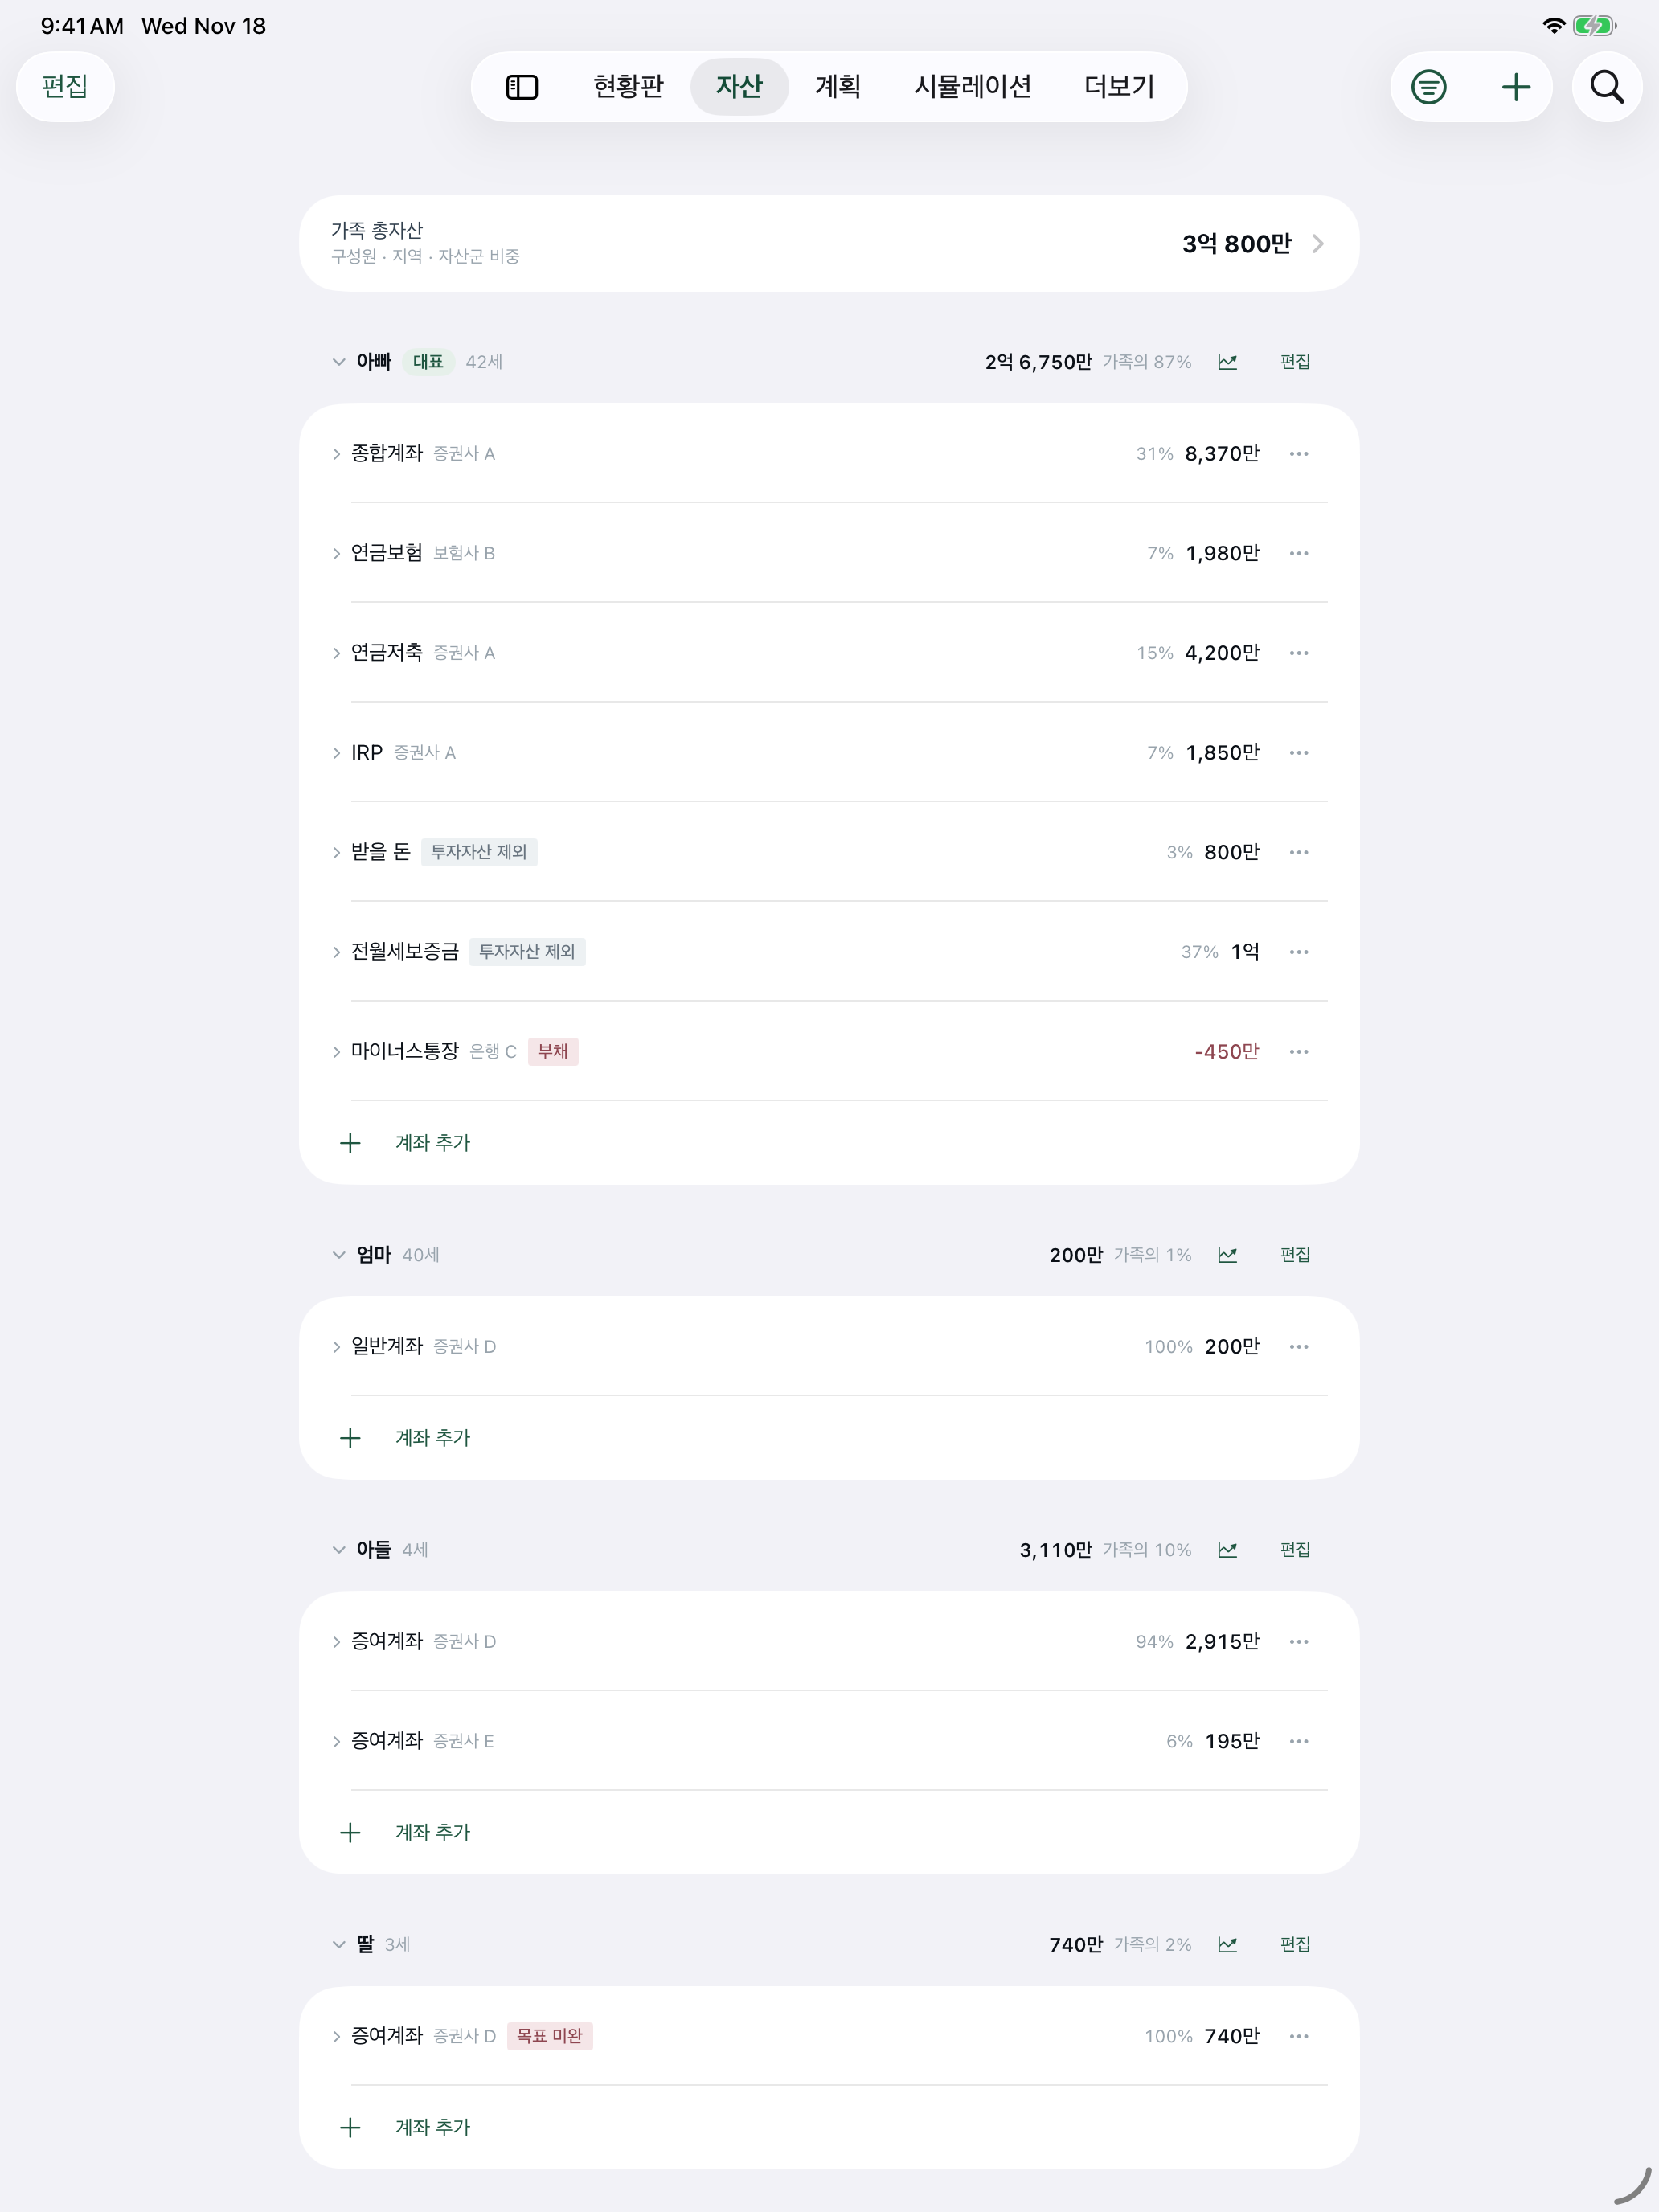 9:41 AM Wed Nov 18
편집
현황판 자산 계획 시뮬레이션 더보기
가족 총자산
구성원 · 지역 · 자산군 비중
3억 800만
아빠 대표 42세 2억 6,750만 가족의 87% 편집
종합계좌 증권사 A 31% 8,370만
연금보험 보험사 B 7% 1,980만
연금저축 증권사 A 15% 4,200만
IRP 증권사 A 7% 1,850만
받을 돈 투자자산 제외 3% 800만
전월세보증금 투자자산 제외 37% 1억
마이너스통장 은행 C 부채 -450만
계좌 추가
엄마 40세 200만 가족의 1% 편집
일반계좌 증권사 D 100% 200만
계좌 추가
아들 4세 3,110만 가족의 10% 편집
증여계좌 증권사 D 94% 2,915만
증여계좌 증권사 E 6% 195만
계좌 추가
딸 3세 740만 가족의 2% 편집
증여계좌 증권사 D 목표 미완 100% 740만
계좌 추가